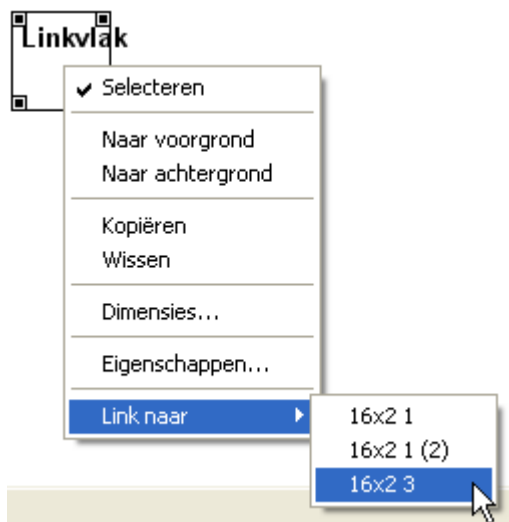 Linkvlak
Selecteren
Naar voorgrond
Naar achtergrond
Kopiëren
Wissen
Dimensies...
Eigenschappen...
Link naar
16x2 1
16x2 1 (2)
16x2 3